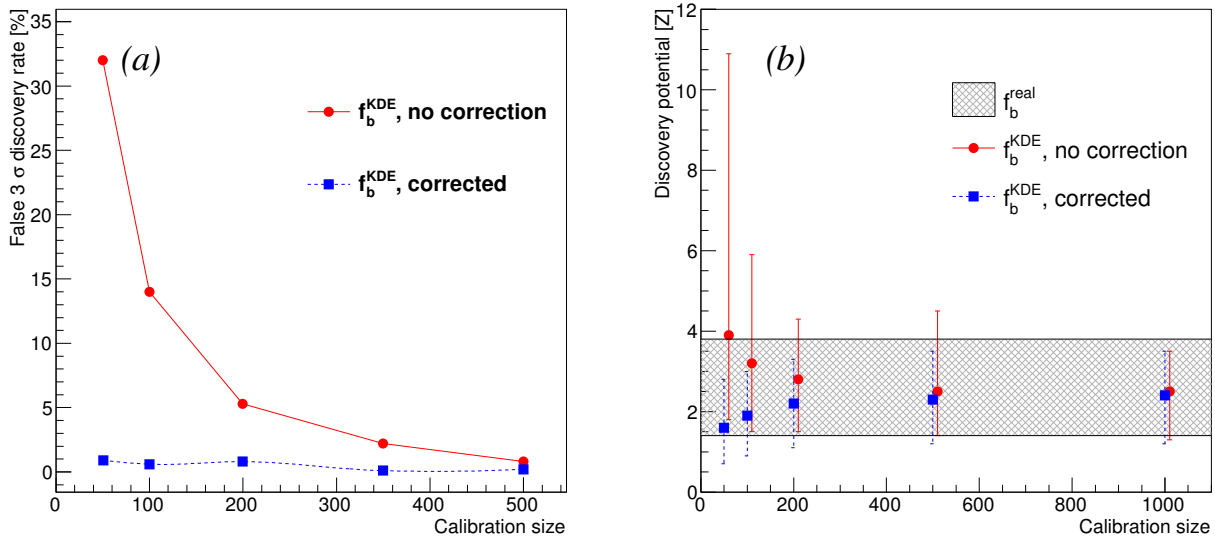 (a)
False 3 σ discovery rate [%]
35
30
25
20
15
10
5
0
f_b^KDE, no correction
f_b^KDE, corrected
0 100 200 300 400 500
Calibration size
(b)
Discovery potential [Z]
12
10
8
6
4
2
0
f_b^real
f_b^KDE, no correction
f_b^KDE, corrected
0 200 400 600 800 1000
Calibration size